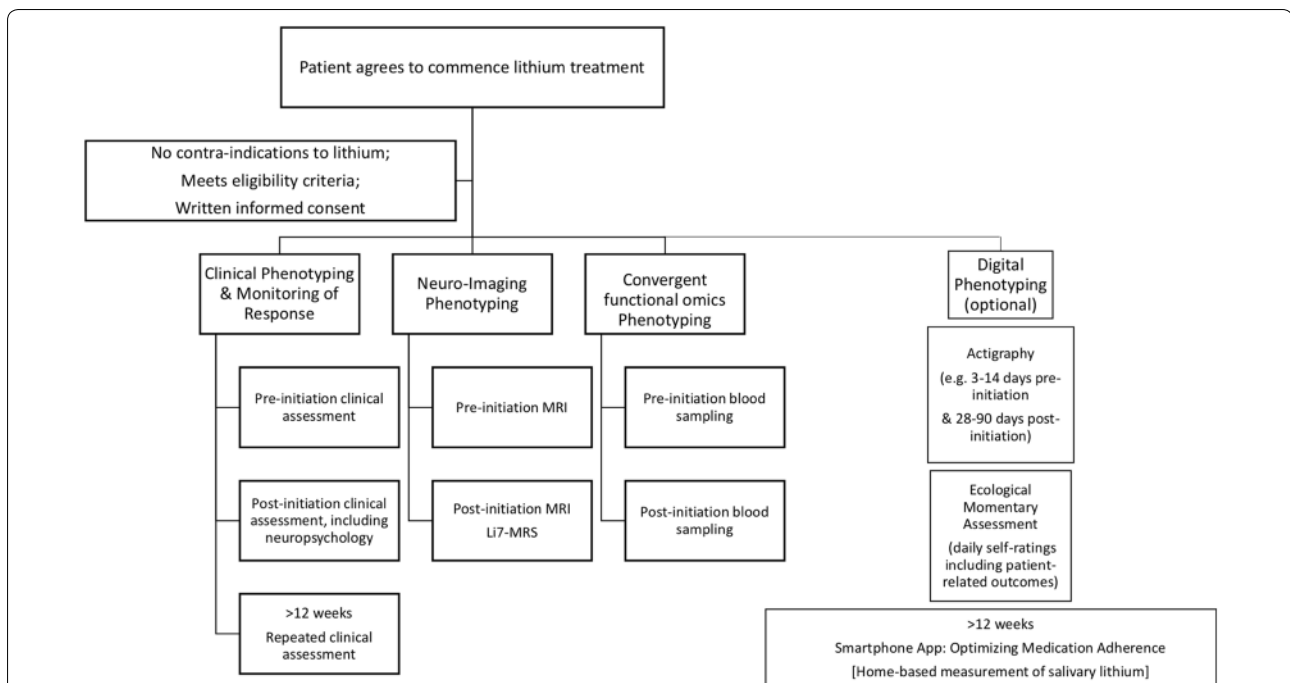 Patient agrees to commence lithium treatment
No contra-indications to lithium;
Meets eligibility criteria;
Written informed consent
Clinical Phenotyping
& Monitoring of
Response
Neuro-Imaging
Phenotyping
Convergent
functional omics
Phenotyping
Digital
Phenotyping
(optional)
Pre-initiation clinical
assessment
Pre-initiation MRI
Pre-initiation blood
sampling
Actigraphy
(e.g. 3-14 days pre-
initiation
& 28-90 days post-
initiation)
Post-initiation clinical
assessment, including
neuropsychology
Post-initiation MRI
Li7-MRS
Post-initiation blood
sampling
Ecological
Momentary
Assessment
(daily self-ratings
including patient-
related outcomes)
>12 weeks
Repeated clinical
assessment
>12 weeks
Smartphone App: Optimizing Medication Adherence
[Home-based measurement of salivary lithium]